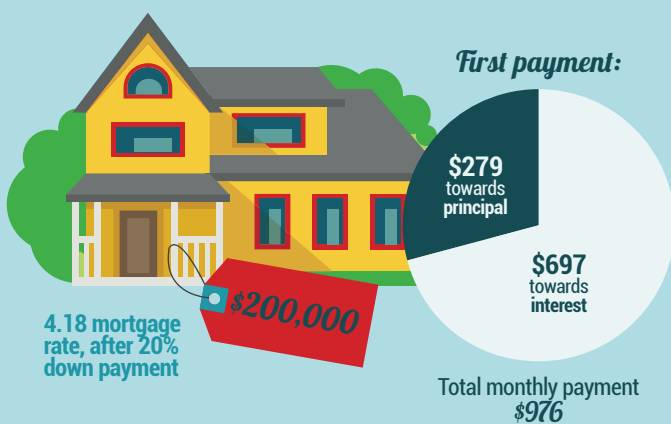 First payment:
$279
towards
principal
$697
towards
interest
$200,000
4.18 mortgage
rate, after 20%
down payment
Total monthly payment
$976